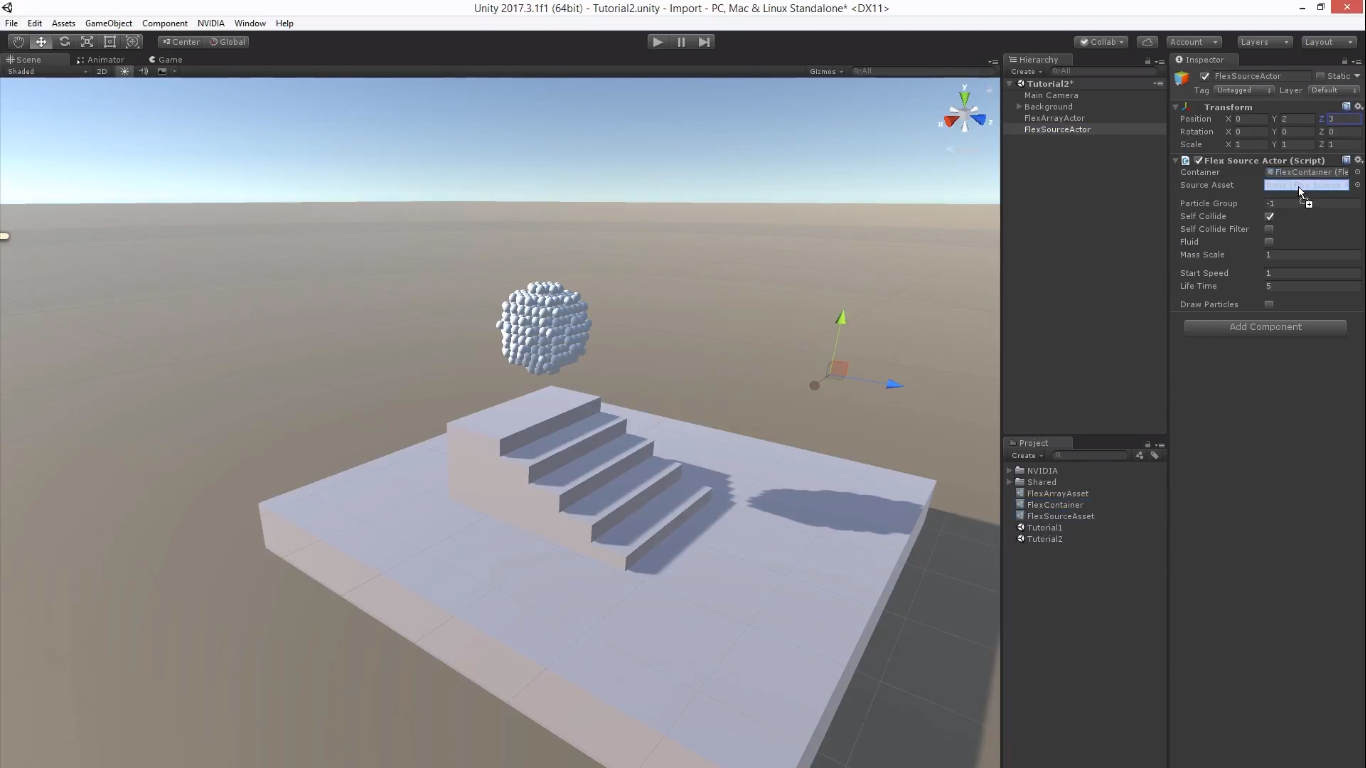 Unity 2017.3.1f1 (64bit) - Tutorial2.unity - Import - PC, Mac & Linux Standalone* <DX11>
File Edit Assets GameObject Component NVIDIA Window Help
Center Global Collab Account Layers Layout
Scene Animator Game
Shaded 2D Gizmos All
y
x
z
Hierarchy
Create All
Tutorial2*
Main Camera
Background
FlexArrayActor
FlexSourceActor
Project
Create
NVIDIA
Shared
FlexArrayAsset
FlexContainer
FlexSourceAsset
Tutorial1
Tutorial2
Inspector
FlexSourceActor Static
Tag Untagged Layer Default
Transform
Position X 0 Y 2 Z 3
Rotation X 0 Y 0 Z 0
Scale X 1 Y 1 Z 1
Flex Source Actor (Script)
Container FlexContainer (Fle
Source Asset
Particle Group -1
Self Collide
Self Collide Filter
Fluid
Mass Scale 1
Start Speed 1
Life Time 5
Draw Particles
Add Component